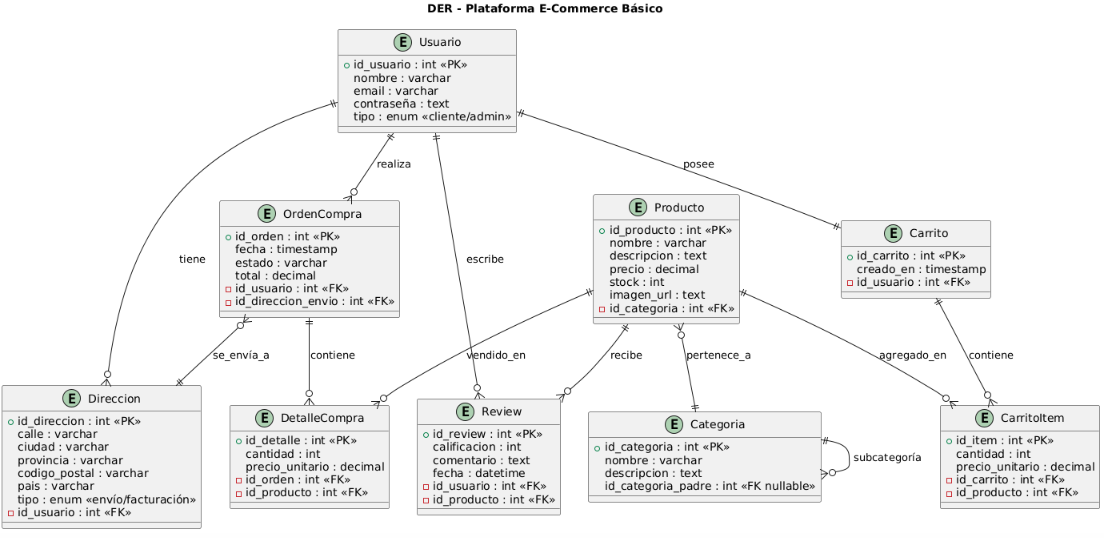 DER - Plataforma E-Commerce Básico
E Usuario
id_usuario : int «PK»
nombre : varchar
email : varchar
contraseña : text
tipo : enum «cliente/admin»
realiza
posee
tiene
escribe
E OrdenCompra
id_orden : int «PK»
fecha : timestamp
estado : varchar
total : decimal
id_usuario : int «FK»
id_direccion_envio : int «FK»
E Producto
id_producto : int «PK»
nombre : varchar
descripcion : text
precio : decimal
stock : int
imagen_url : text
id_categoria : int «FK»
E Carrito
id_carrito : int «PK»
creado_en : timestamp
id_usuario : int «FK»
se_envía_a
contiene
vendido_en
recibe
pertenece_a
agregado_en
contiene
E Direccion
id_direccion : int «PK»
calle : varchar
ciudad : varchar
provincia : varchar
codigo_postal : varchar
pais : varchar
tipo : enum «envío/facturación»
id_usuario : int «FK»
E DetalleCompra
id_detalle : int «PK»
cantidad : int
precio_unitario : decimal
id_orden : int «FK»
id_producto : int «FK»
E Review
id_review : int «PK»
calificacion : int
comentario : text
fecha : datetime
id_usuario : int «FK»
id_producto : int «FK»
E Categoria
id_categoria : int «PK»
nombre : varchar
descripcion : text
id_categoria_padre : int «FK nullable»
subcategoría
E CarritoItem
id_item : int «PK»
cantidad : int
precio_unitario : decimal
id_carrito : int «FK»
id_producto : int «FK»